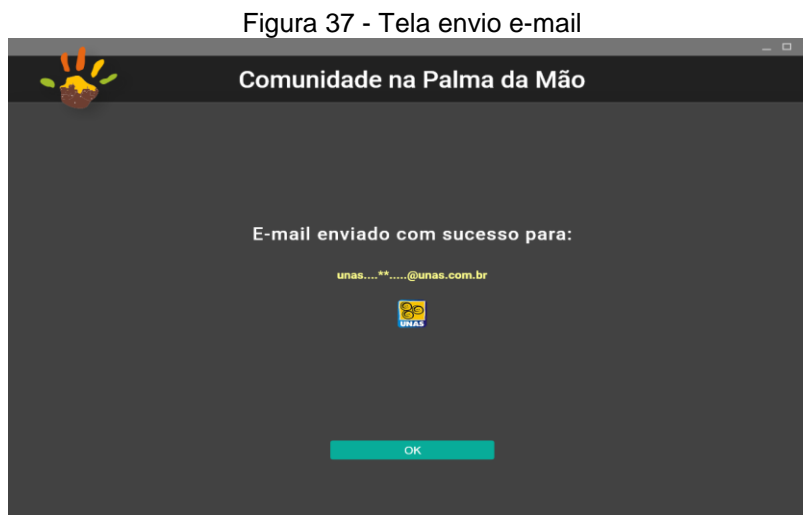 Figura 37 - Tela envio e-mail
Comunidade na Palma da Mão
E-mail enviado com sucesso para:
unas....**.....@unas.com.br
UNAS
OK